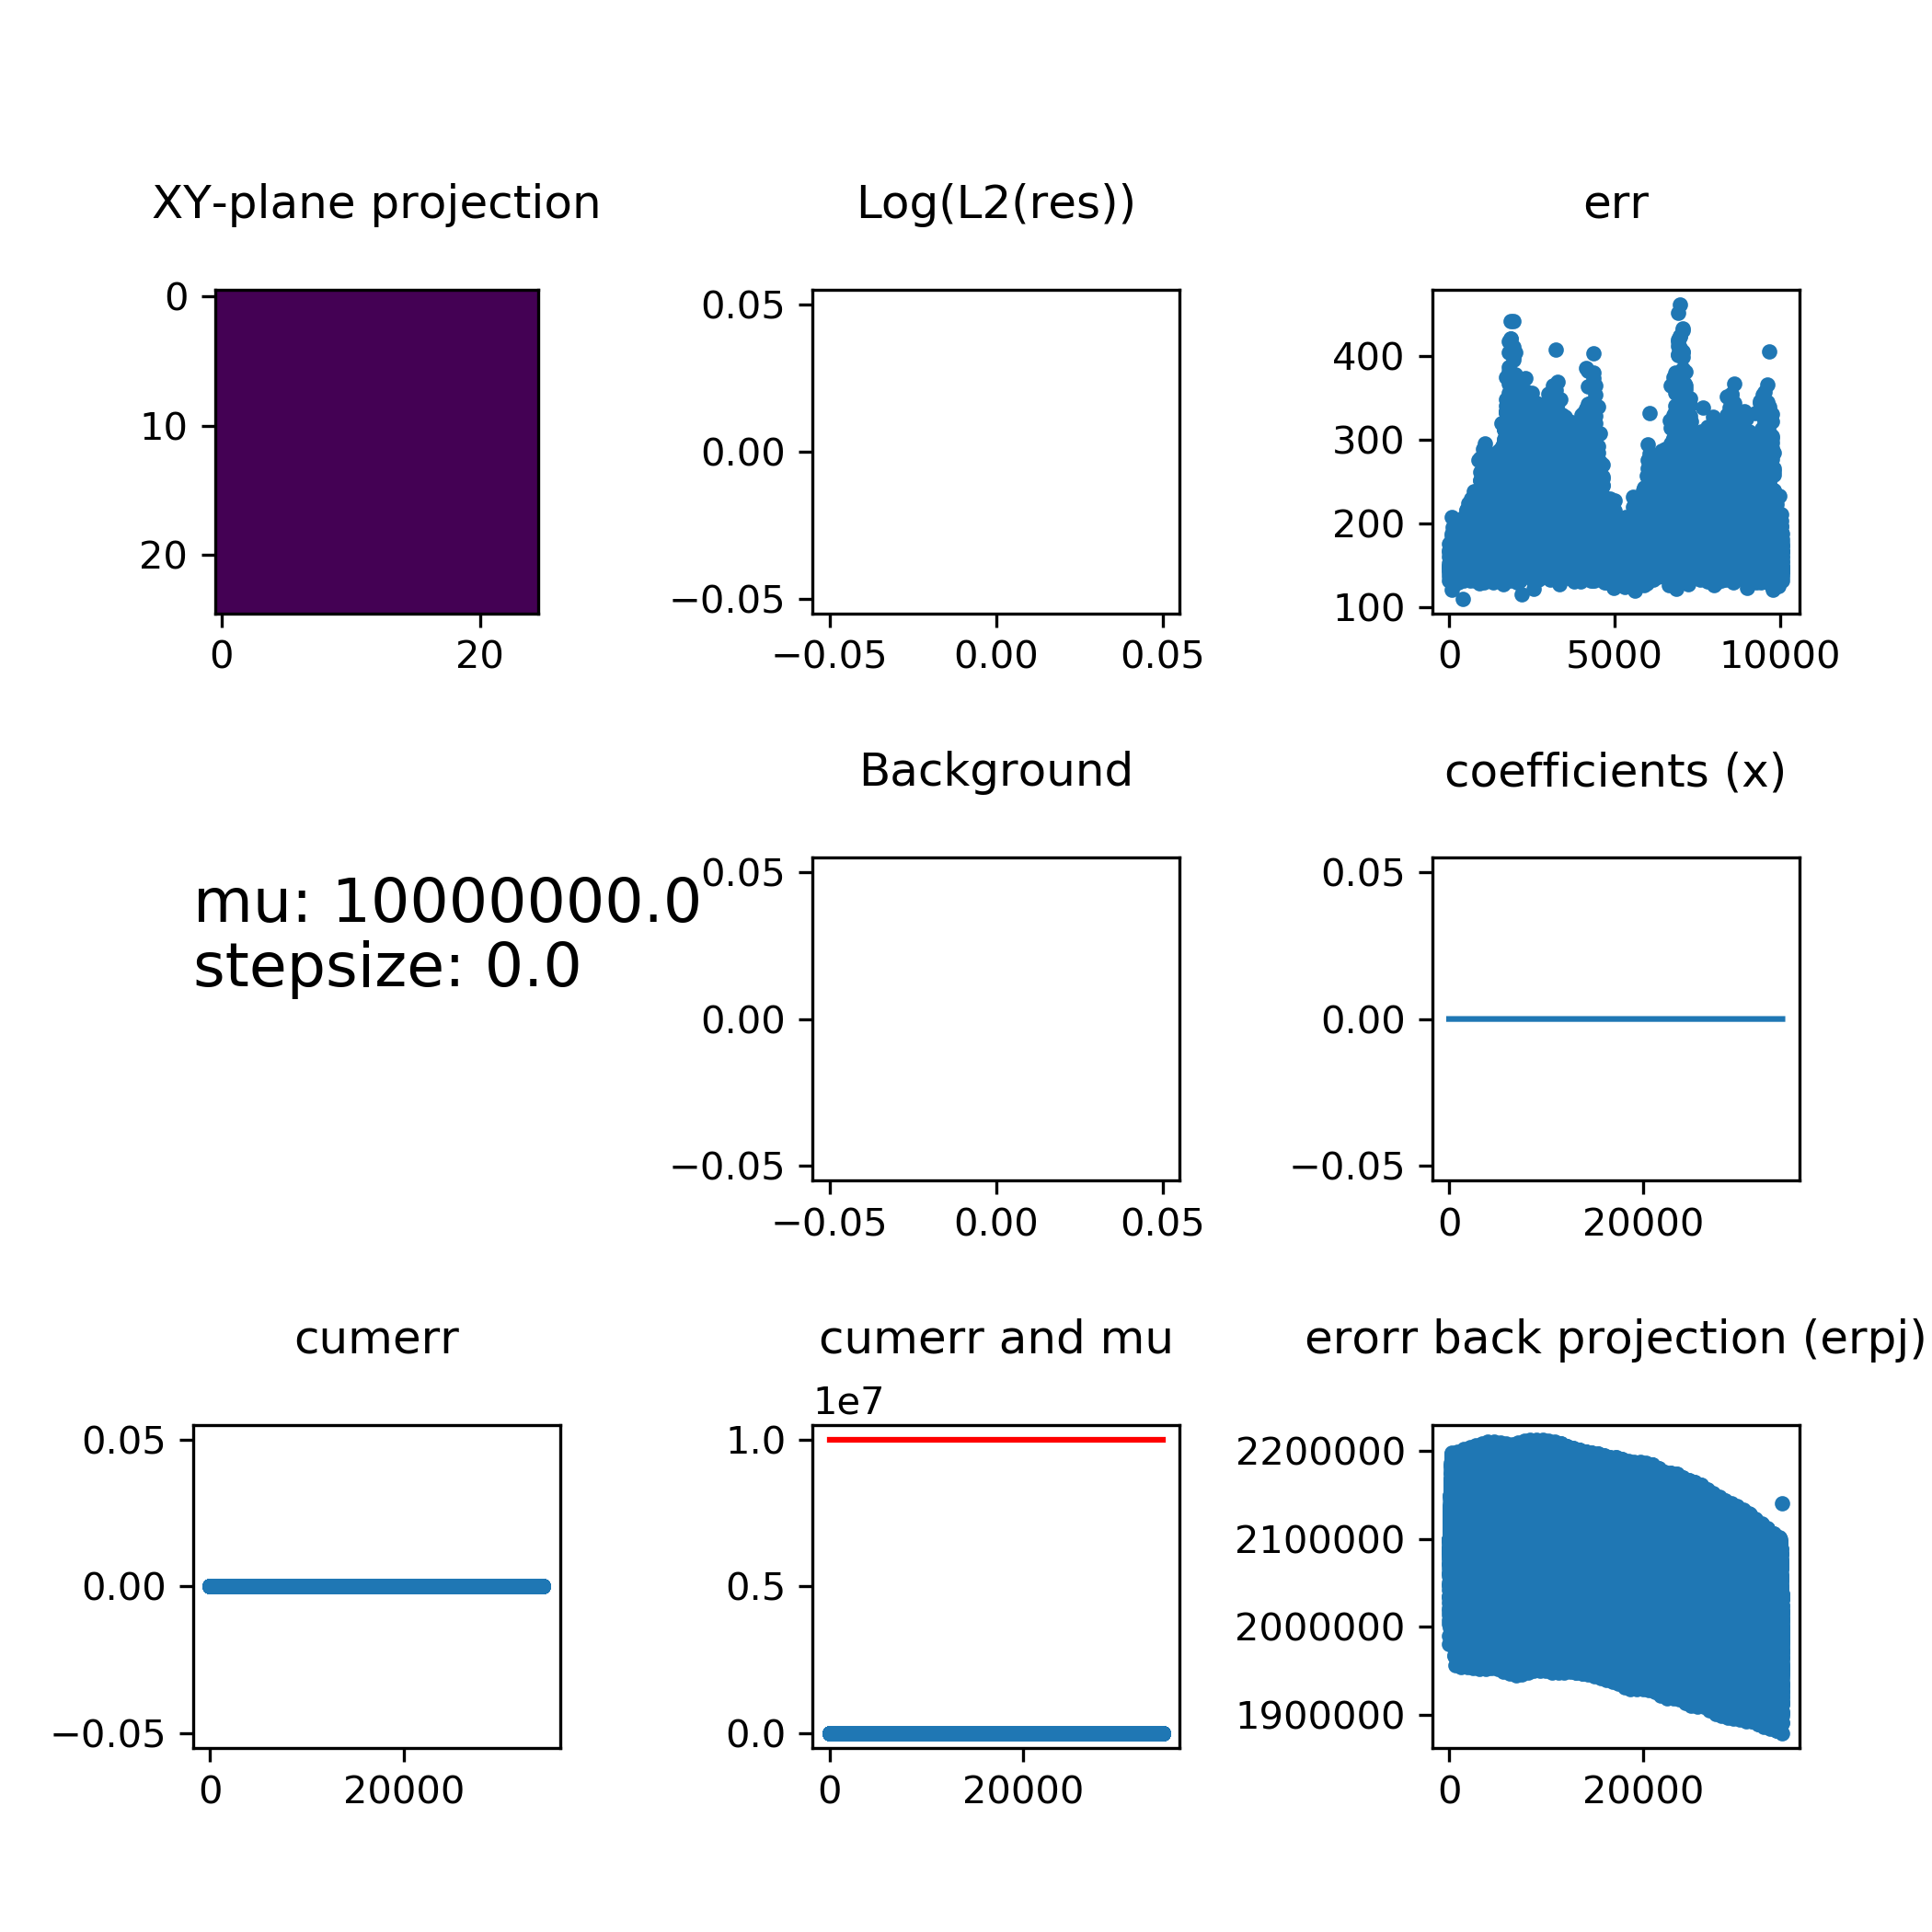 XY-plane projection
0
10
20
0 20
Log(L2(res))
0.05
0.00
−0.05
−0.05 0.00 0.05
err
400
300
200
100
0 5000 10000
mu: 10000000.0
stepsize: 0.0
Background
0.05
0.00
−0.05
−0.05 0.00 0.05
coefficients (x)
0.05
0.00
−0.05
0 20000
cumerr
0.05
0.00
−0.05
0 20000
cumerr and mu
1e7
1.0
0.5
0.0
0 20000
erorr back projection (erpj)
2200000
2100000
2000000
1900000
0 20000